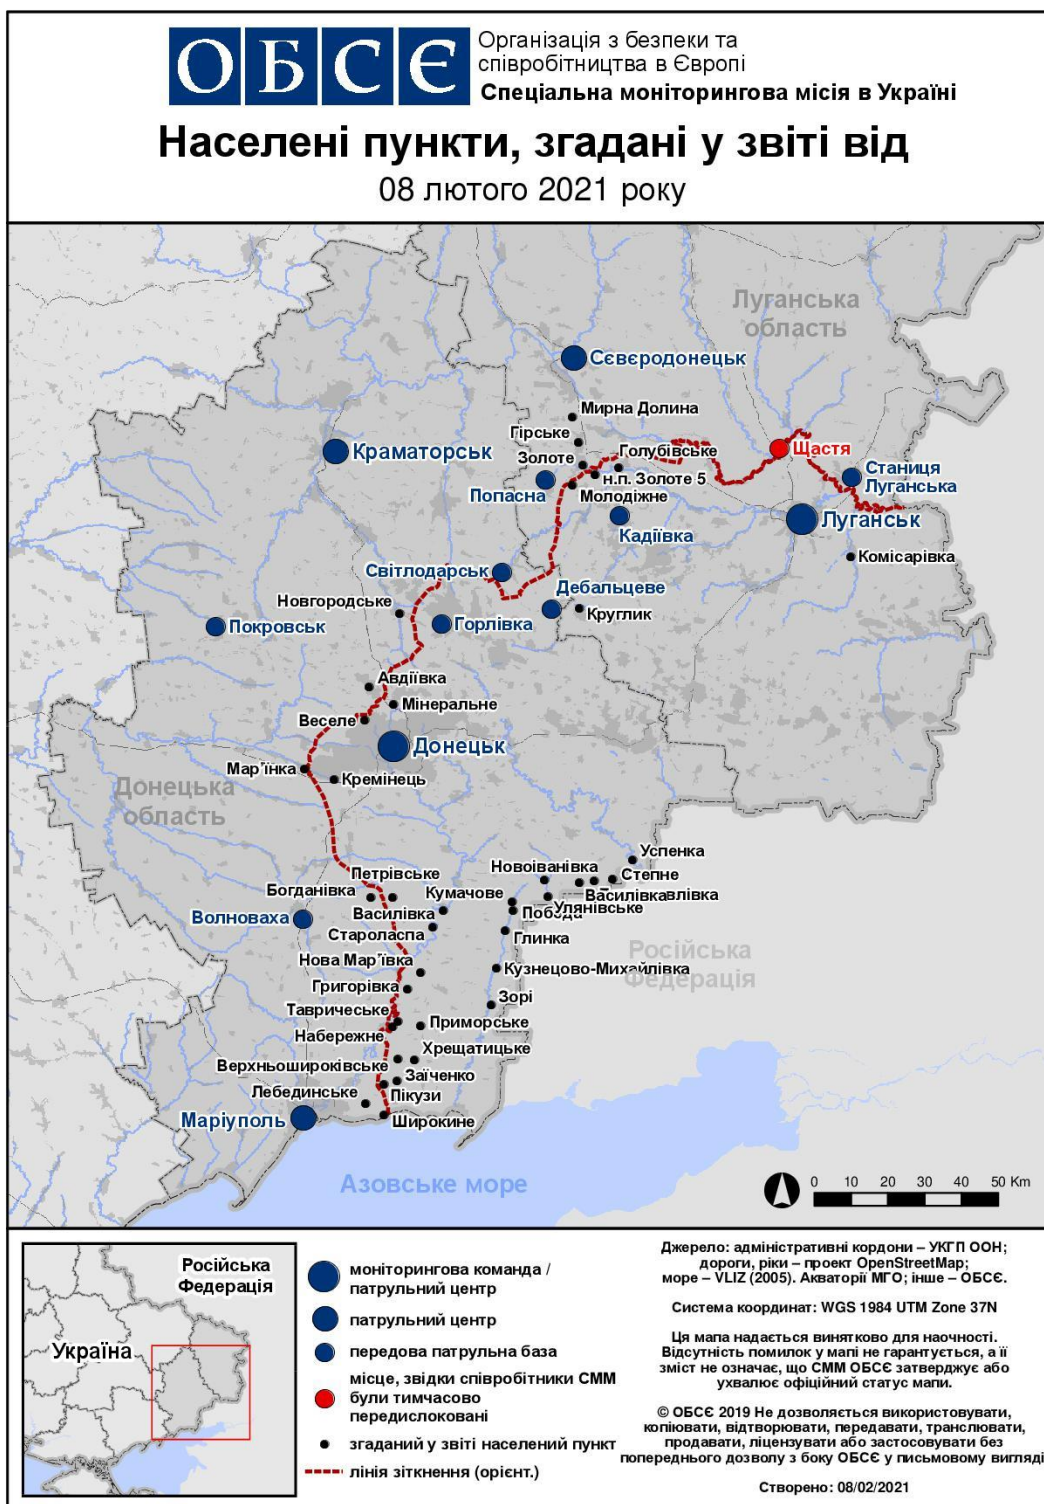 ОБСЄ
Організація з безпеки та
співробітництва в Європі
Спеціальна моніторингова місія в Україні
Населені пункти, згадані у звіті від
08 лютого 2021 року
Луганська
область
Сєвєродонецьк
Мирна Долина
Гірське
Голубівське
Щастя
Краматорськ
Золоте
Станиця
Луганська
н.п. Золоте 5
Попасна
Молодіжне
Луганськ
Кадіївка
Комісарівка
Світлодарськ
Дебальцеве
Новгородське
Круглик
Покровськ
Горлівка
Авдіївка
Мінеральне
Веселе
Донецьк
Мар'їнка
Кремінець
Донецька
область
Успенка
Новоіванівка
Степне
Петрівське
Богданівка
Кумачове
Василівка
авлівка
Улянівське
Волноваха
Василівка
Побуда
Староласпа
Глинка
Російська
Федерація
Нова Мар'ївка
Кузнецово-Михайлівка
Григорівка
Зорі
Тавричеське
Приморське
Набережне
Хрещатицьке
Верхньошироківське
Заїченко
Лебединське
Пікузи
Маріуполь
Широкине
Азовське море
0 10 20 30 40 50 Km
Російська
Федерація
Україна
моніторингова команда /
патрульний центр
патрульний центр
передова патрульна база
місце, звідки співробітники СММ
були тимчасово
передислоковані
згаданий у звіті населений пункт
лінія зіткнення (орієнт.)
Джерело: адміністративні кордони – УКГП ООН;
дороги, ріки – проект OpenStreetMap;
море – VLIZ (2005). Акваторії МГО; інше – ОБСЄ.
Система координат: WGS 1984 UTM Zone 37N
Ця мапа надається винятково для наочності.
Відсутність помилок у мапі не гарантується, а її
зміст не означає, що СММ ОБСЄ затверджує або
ухвалює офіційний статус мапи.
© ОБСЄ 2019 Не дозволяється використовувати,
копіювати, відтворювати, передавати, транслювати,
продавати, ліцензувати або застосовувати без
попереднього дозволу з боку ОБСЄ у письмовому вигляді
Створено: 08/02/2021